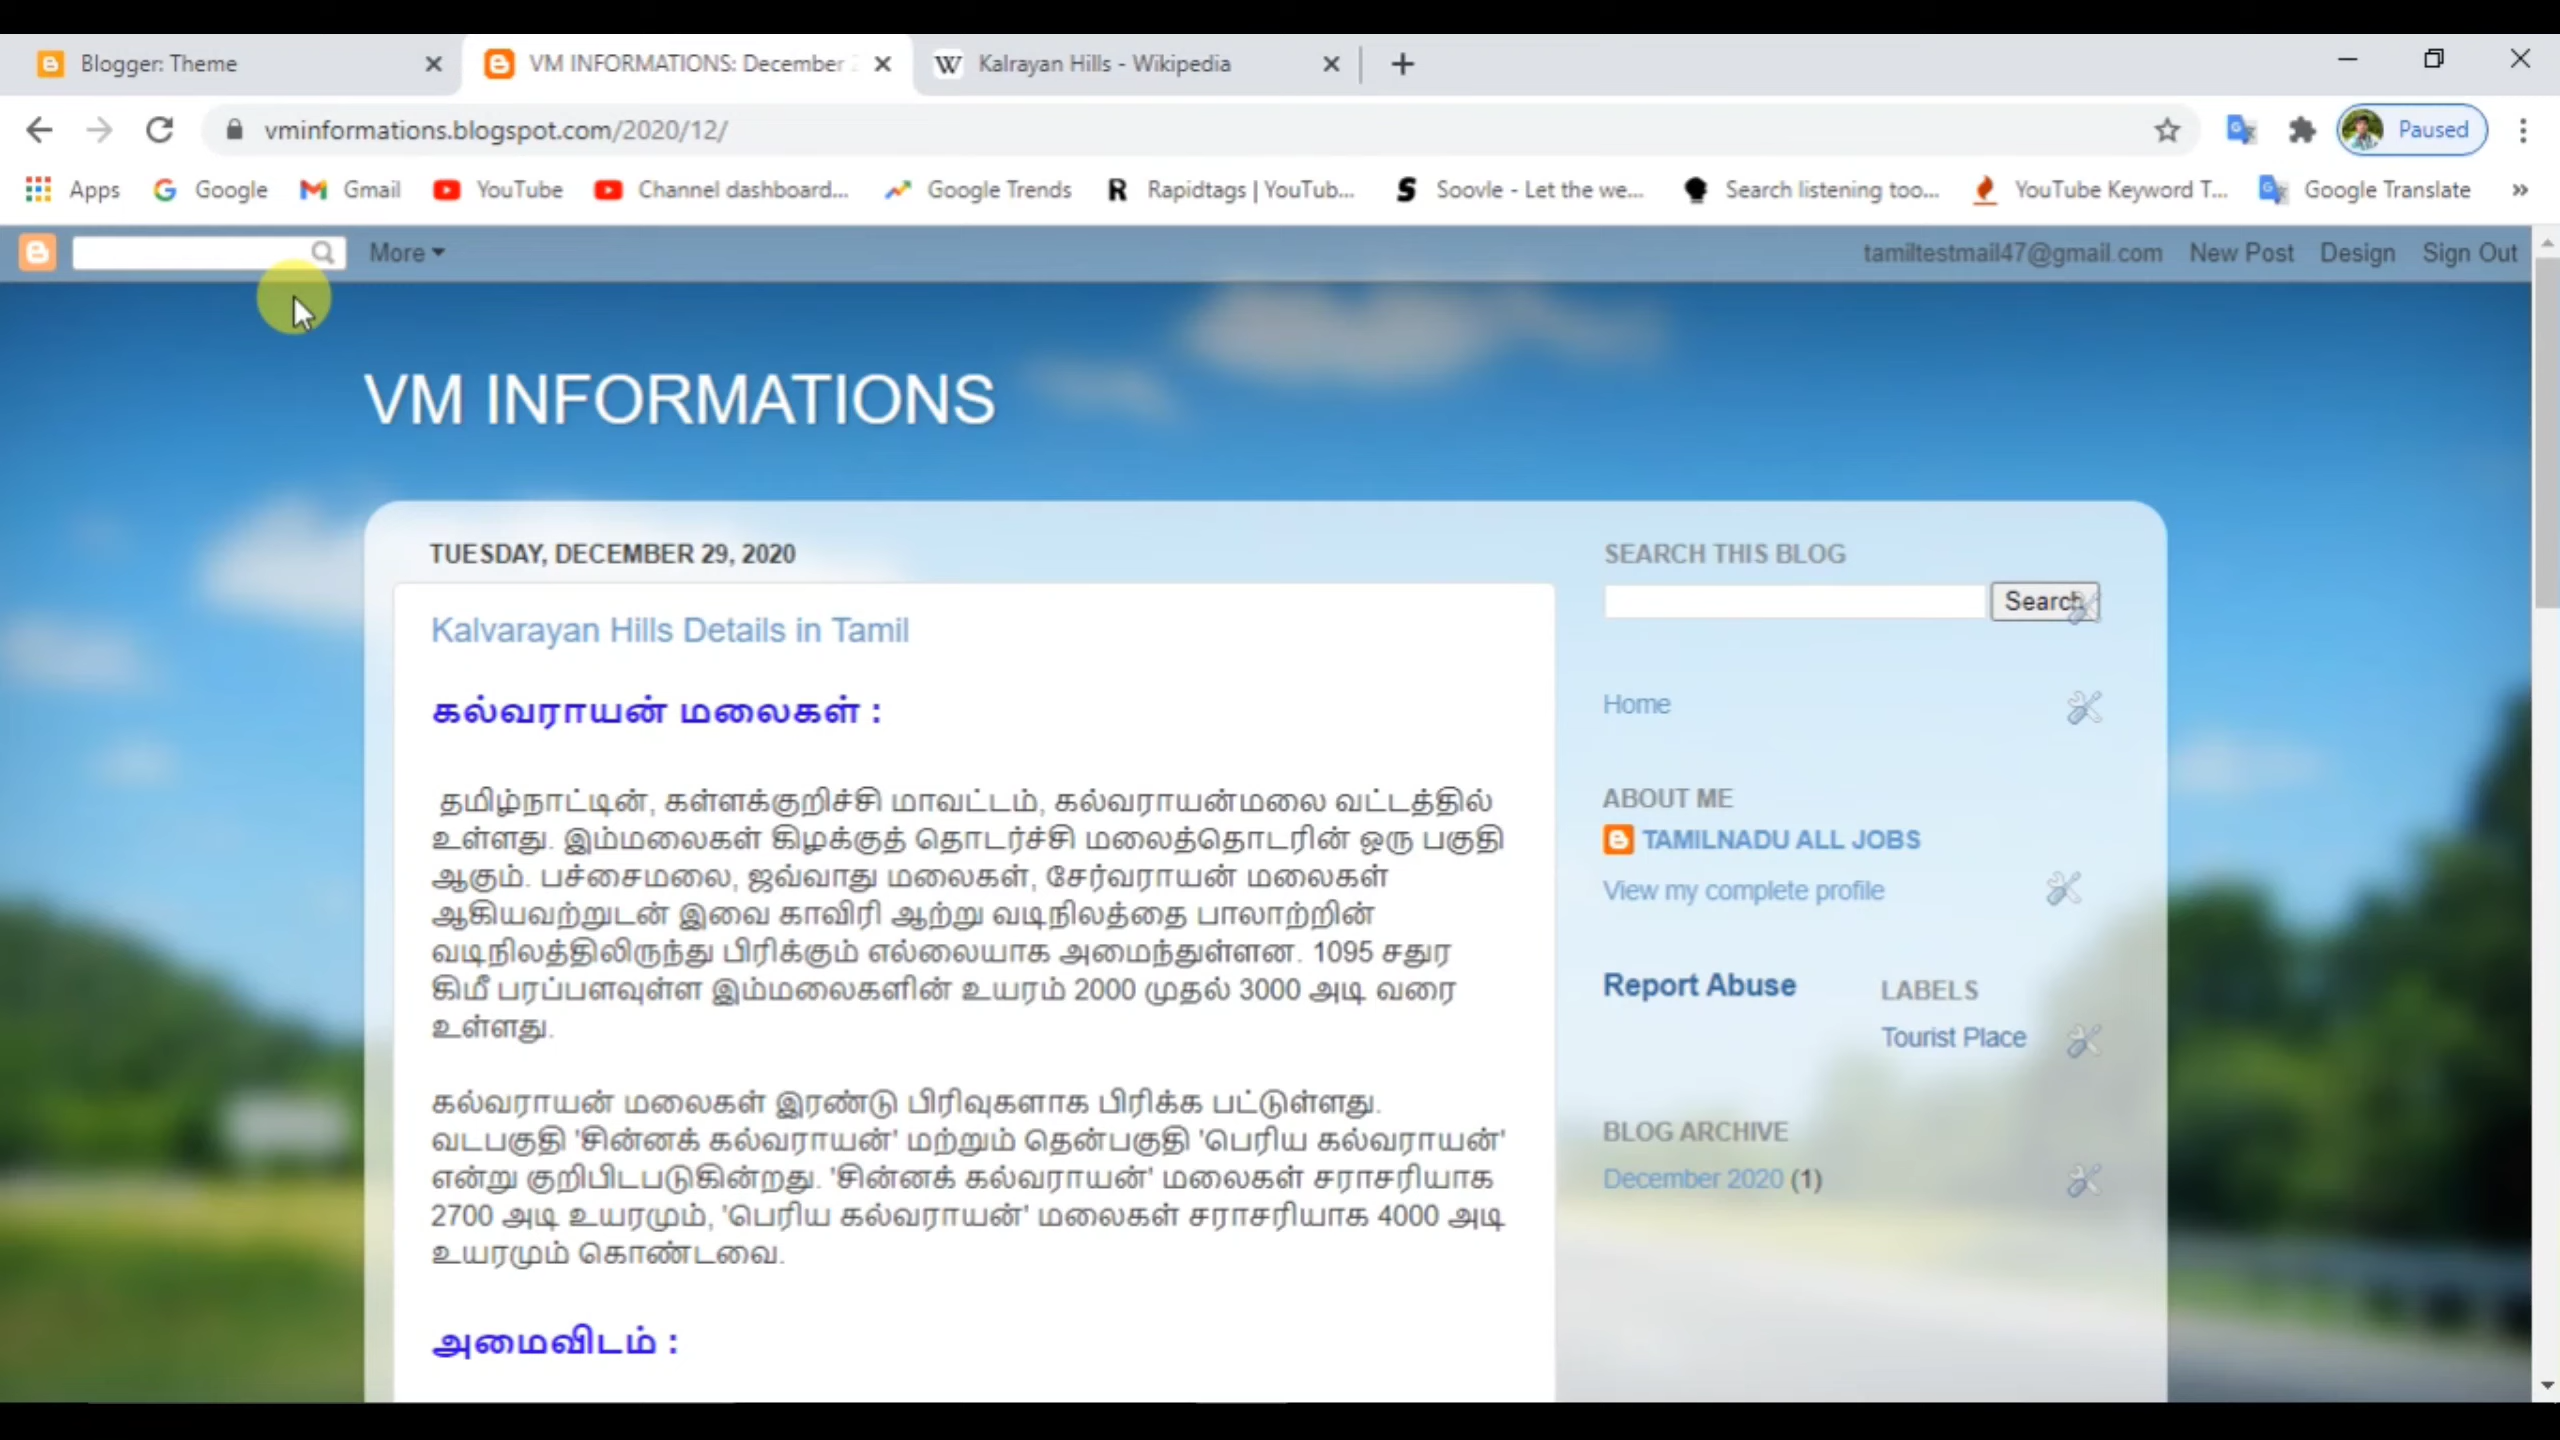 Blogger: Theme
VM INFORMATIONS: December
Kalrayan Hills - Wikipedia
vminformations.blogspot.com/2020/12/
Paused
Apps
Google
Gmail
YouTube
Channel dashboard...
Google Trends
Rapidtags | YouTub...
Soovle - Let the we...
Search listening too...
YouTube Keyword T...
Google Translate
»
More
tamiltestmail47@gmail.com
New Post
Design
Sign Out
VM INFORMATIONS
TUESDAY, DECEMBER 29, 2020
Kalvarayan Hills Details in Tamil
கல்வராயன் மலைகள் :
தமிழ்நாட்டின், கள்ளக்குறிச்சி மாவட்டம், கல்வராயன்மலை வட்டத்தில்
உள்ளது. இம்மலைகள் கிழக்குத் தொடர்ச்சி மலைத்தொடரின் ஒரு பகுதி
ஆகும். பச்சைமலை, ஜவ்வாது மலைகள், சேர்வராயன் மலைகள்
ஆகியவற்றுடன் இவை காவிரி ஆற்று வடிநிலத்தை பாலாற்றின்
வடிநிலத்திலிருந்து பிரிக்கும் எல்லையாக அமைந்துள்ளன. 1095 சதுர
கிமீ பரப்பளவுள்ள இம்மலைகளின் உயரம் 2000 முதல் 3000 அடி வரை
உள்ளது.
கல்வராயன் மலைகள் இரண்டு பிரிவுகளாக பிரிக்க பட்டுள்ளது.
வடபகுதி 'சின்னக் கல்வராயன்' மற்றும் தென்பகுதி 'பெரிய கல்வராயன்'
என்று குறிபிடபடுகின்றது. 'சின்னக் கல்வராயன்' மலைகள் சராசரியாக
2700 அடி உயரமும், 'பெரிய கல்வராயன்' மலைகள் சராசரியாக 4000 அடி
உயரமும் கொண்டவை.
அமைவிடம் :
SEARCH THIS BLOG
Search
Home
ABOUT ME
TAMILNADU ALL JOBS
View my complete profile
Report Abuse
LABELS
Tourist Place
BLOG ARCHIVE
December 2020 (1)